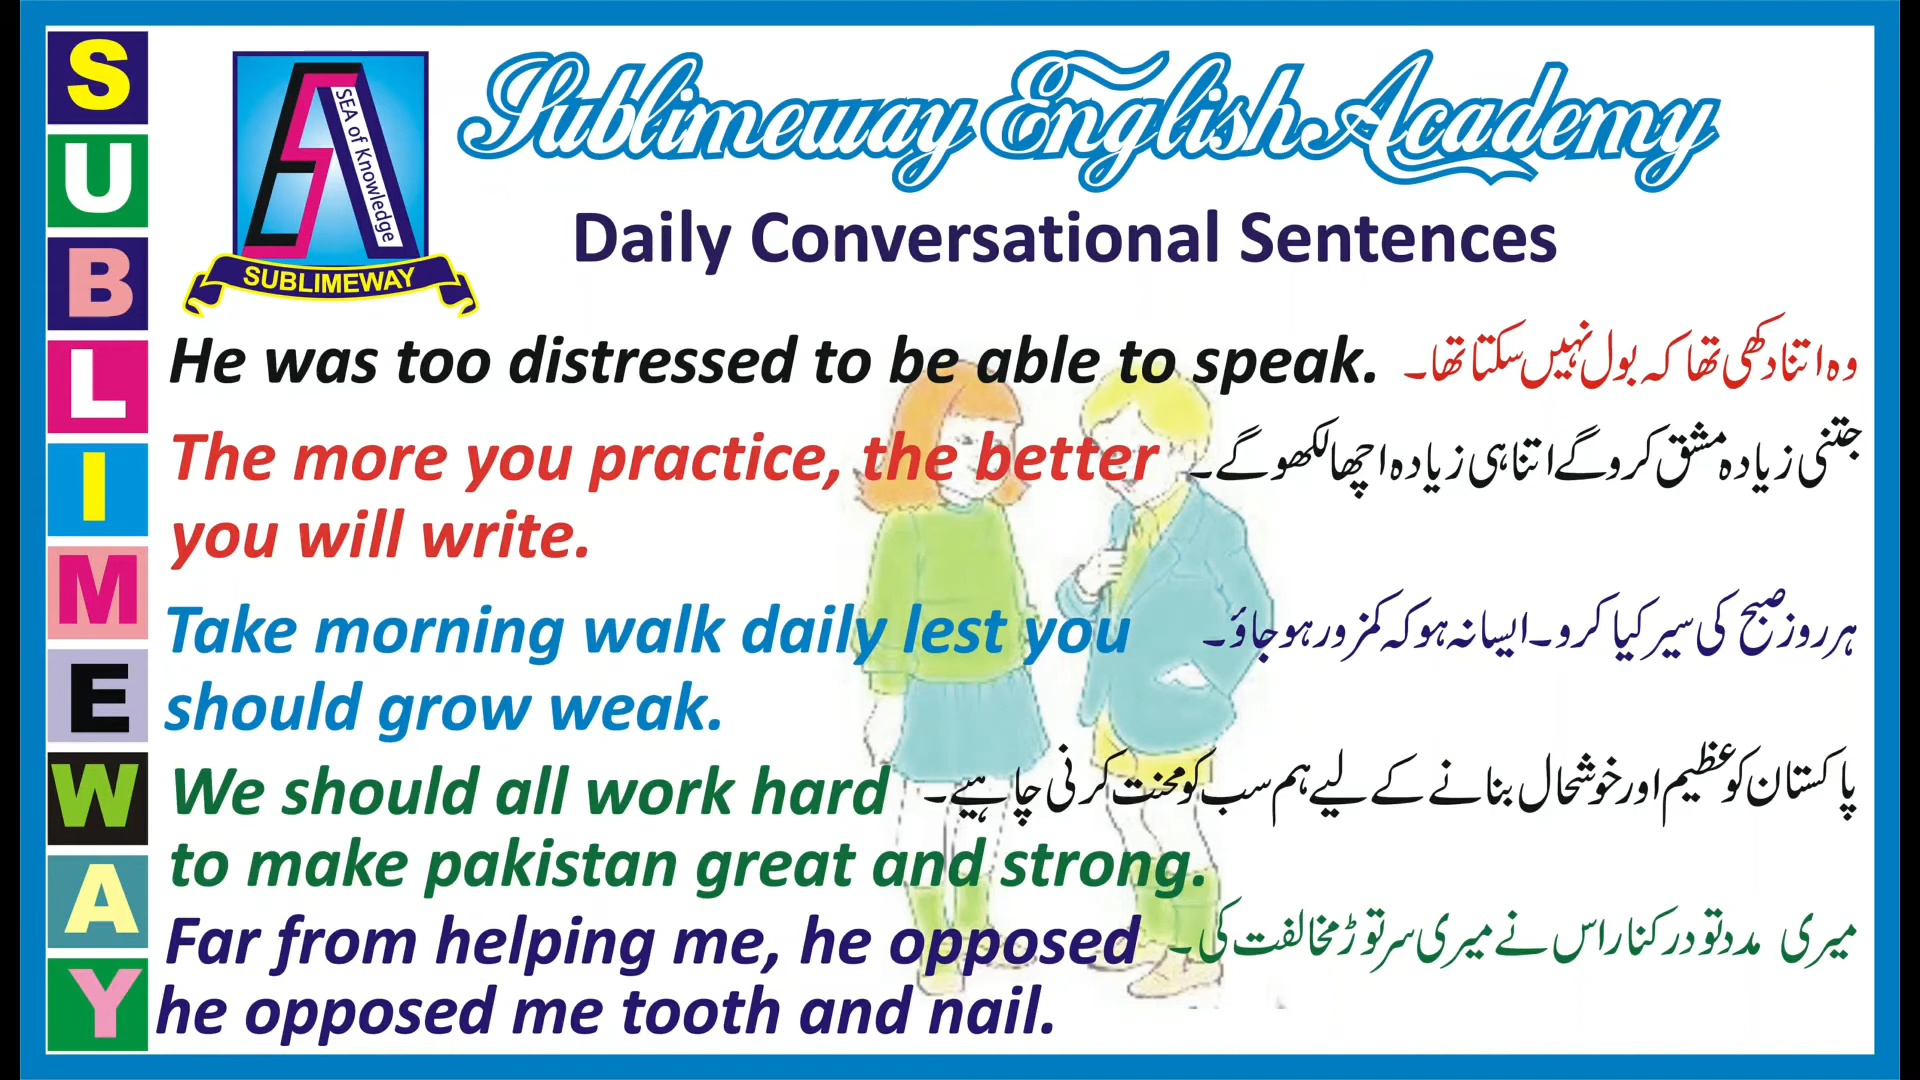 S
U
B
L
I
M
E
W
A
Y
SEA of Knowledge
SUBLIMEWAY
Sublimeway English Academy
Daily Conversational Sentences
He was too distressed to be able to speak.
وہ اتنا دکھی تھا کہ بول نہیں سکتا تھا۔
The more you practice, the better
you will write.
جتنی زیادہ مشق کرو گے اتنا ہی زیادہ اچھا لکھو گے۔
Take morning walk daily lest you
should grow weak.
ہر روز صبح کی سیر کیا کرو۔ ایسا نہ ہو کہ کمزور ہو جاؤ۔
We should all work hard
to make pakistan great and strong.
پاکستان کو عظیم اور خوشحال بنانے کے لیے ہم سب کو محنت کرنی چاہیے۔
Far from helping me, he opposed
he opposed me tooth and nail.
میری مدد تو درکنار اس نے میری سر توڑ مخالفت کی۔